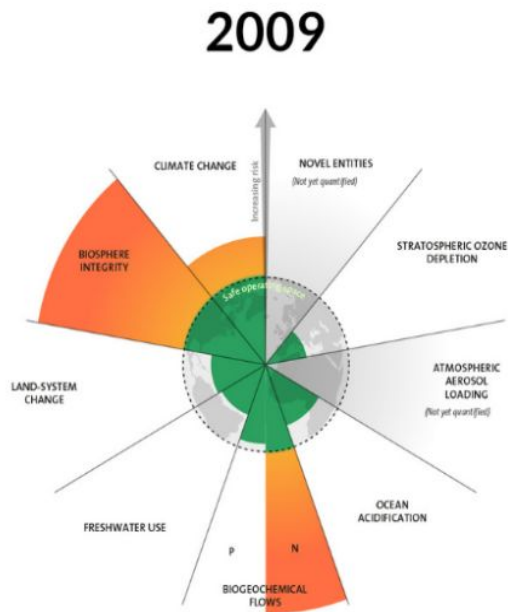 2009
CLIMATE CHANGE
NOVEL ENTITIES
(Not yet quantified)
Increasing risk
STRATOSPHERIC OZONE
DEPLETION
BIOSPHERE
INTEGRITY
Safe operating space
LAND-SYSTEM
CHANGE
ATMOSPHERIC
AEROSOL
LOADING
(Not yet quantified)
FRESHWATER USE
OCEAN
ACIDIFICATION
P
N
BIOGEOCHEMICAL
FLOWS